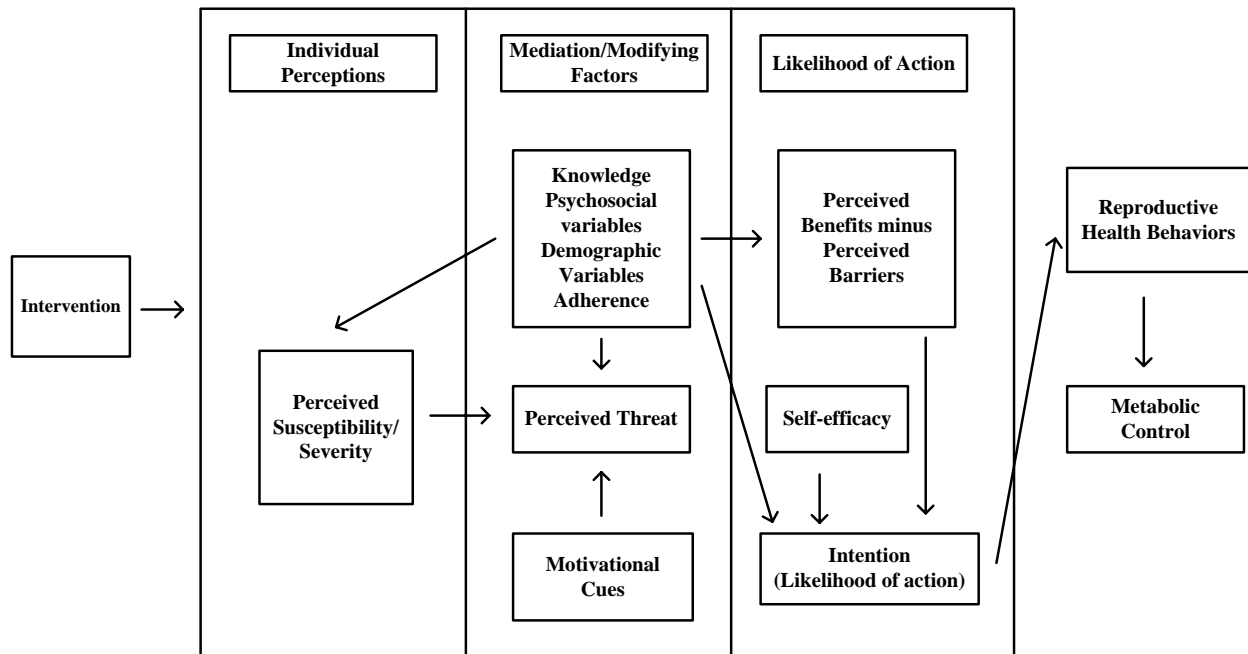 Individual
Perceptions
Mediation/Modifying
Factors
Likelihood of Action
Intervention
Perceived
Susceptibility/
Severity
Knowledge
Psychosocial
variables
Demographic
Variables
Adherence
Perceived Threat
Motivational
Cues
Perceived
Benefits minus
Perceived
Barriers
Self-efficacy
Intention
(Likelihood of action)
Reproductive
Health Behaviors
Metabolic
Control